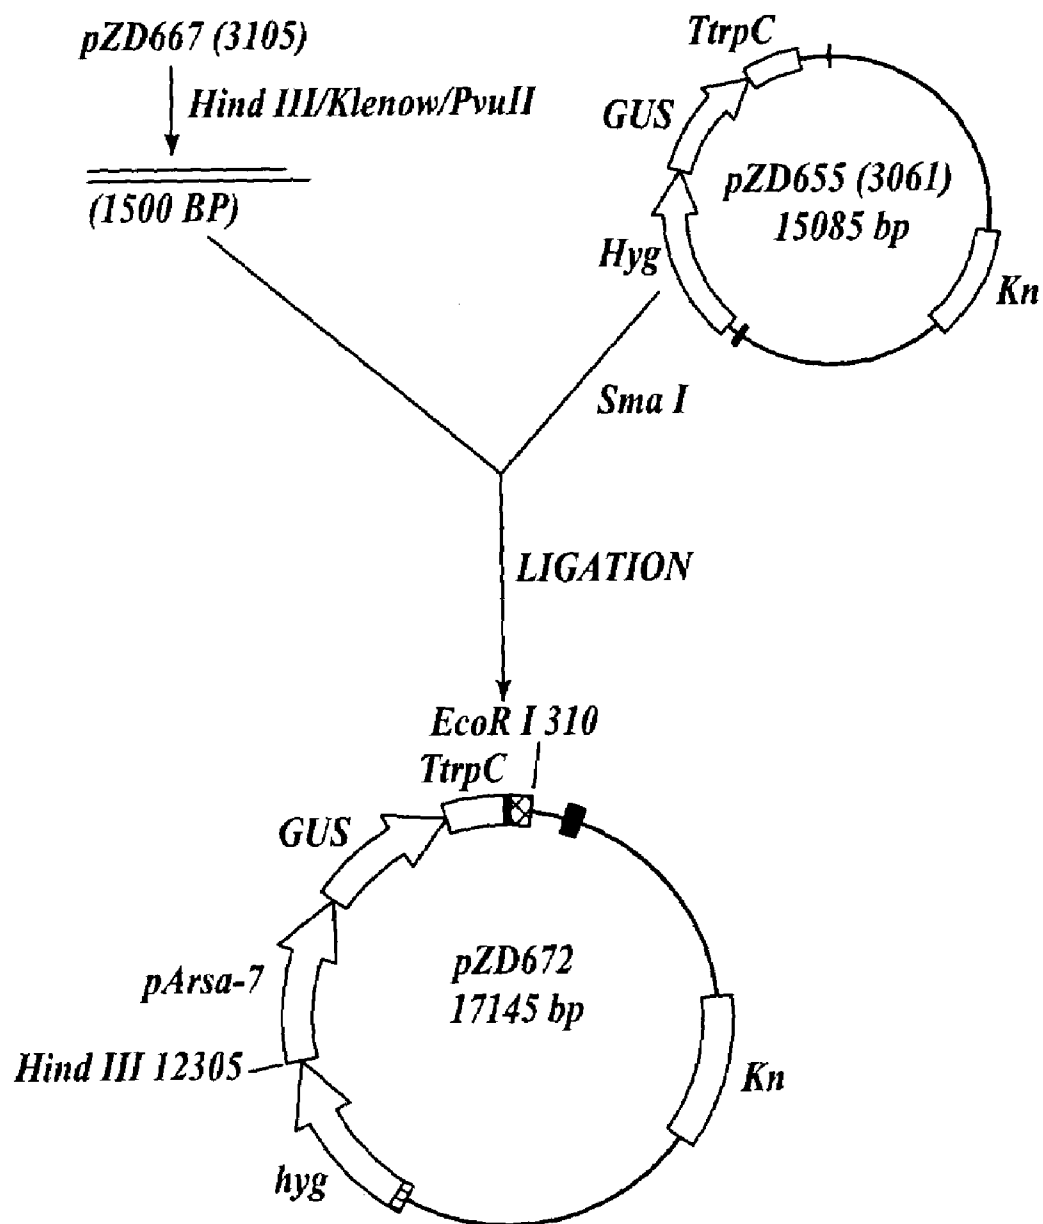 pZD667 (3105)
Hind III/Klenow/PvuII
(1500 BP)
TtrpC
GUS
pZD655 (3061)
15085 bp
Hyg
Kn
Sma I
LIGATION
EcoR I 310
TtrpC
GUS
pArsa-7
pZD672
17145 bp
Hind III 12305
Kn
hyg